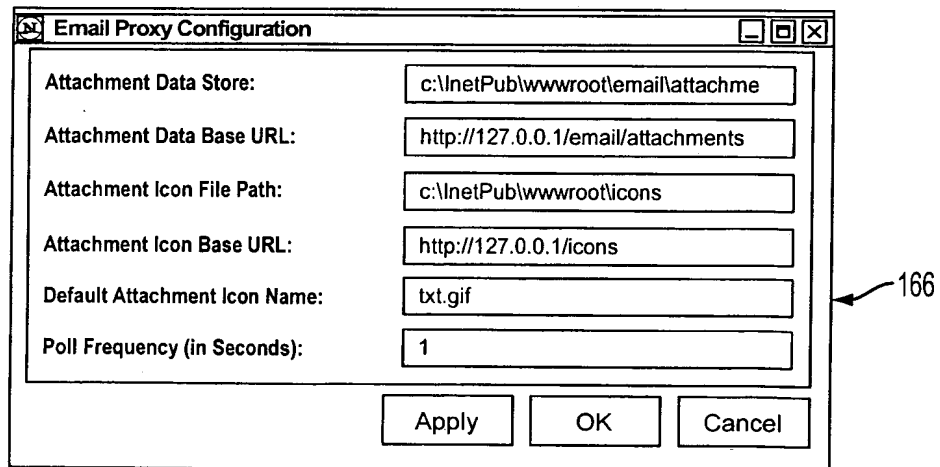 N Email Proxy Configuration
Attachment Data Store: c:\InetPub\wwwroot\email\attachme
Attachment Data Base URL: http://127.0.0.1/email/attachments
Attachment Icon File Path: c:\InetPub\wwwroot\icons
Attachment Icon Base URL: http://127.0.0.1/icons
Default Attachment Icon Name: txt.gif
166
Poll Frequency (in Seconds): 1
Apply OK Cancel